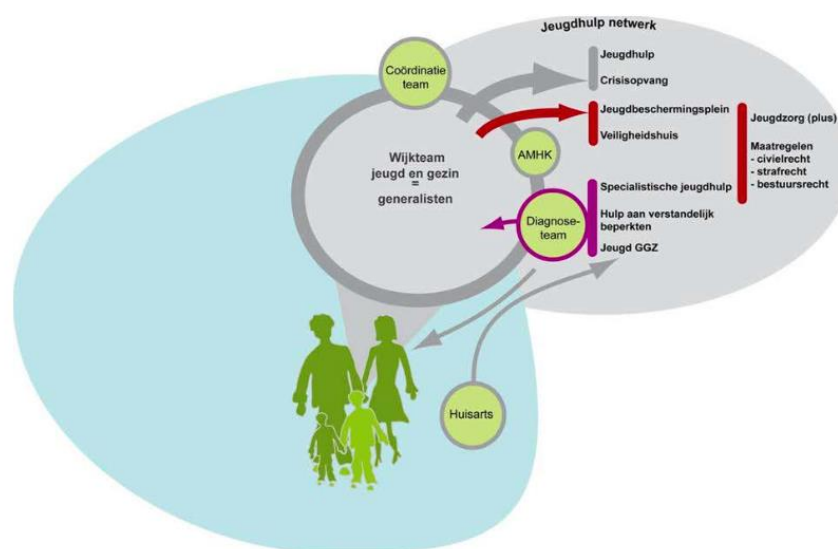 Jeugdhulp netwerk
Coördinatie
team
Jeugdhulp
Crisisopvang
Jeugdbeschermingsplein
Veiligheidshuis
Jeugdzorg (plus)
Maatregelen
- civielrecht
- strafrecht
- bestuursrecht
AMHK
Wijkteam
jeugd en gezin
=
generalisten
Specialistische jeugdhulp
Hulp aan verstandelijk
beperkten
Jeugd GGZ
Diagnose-
team
Huisarts